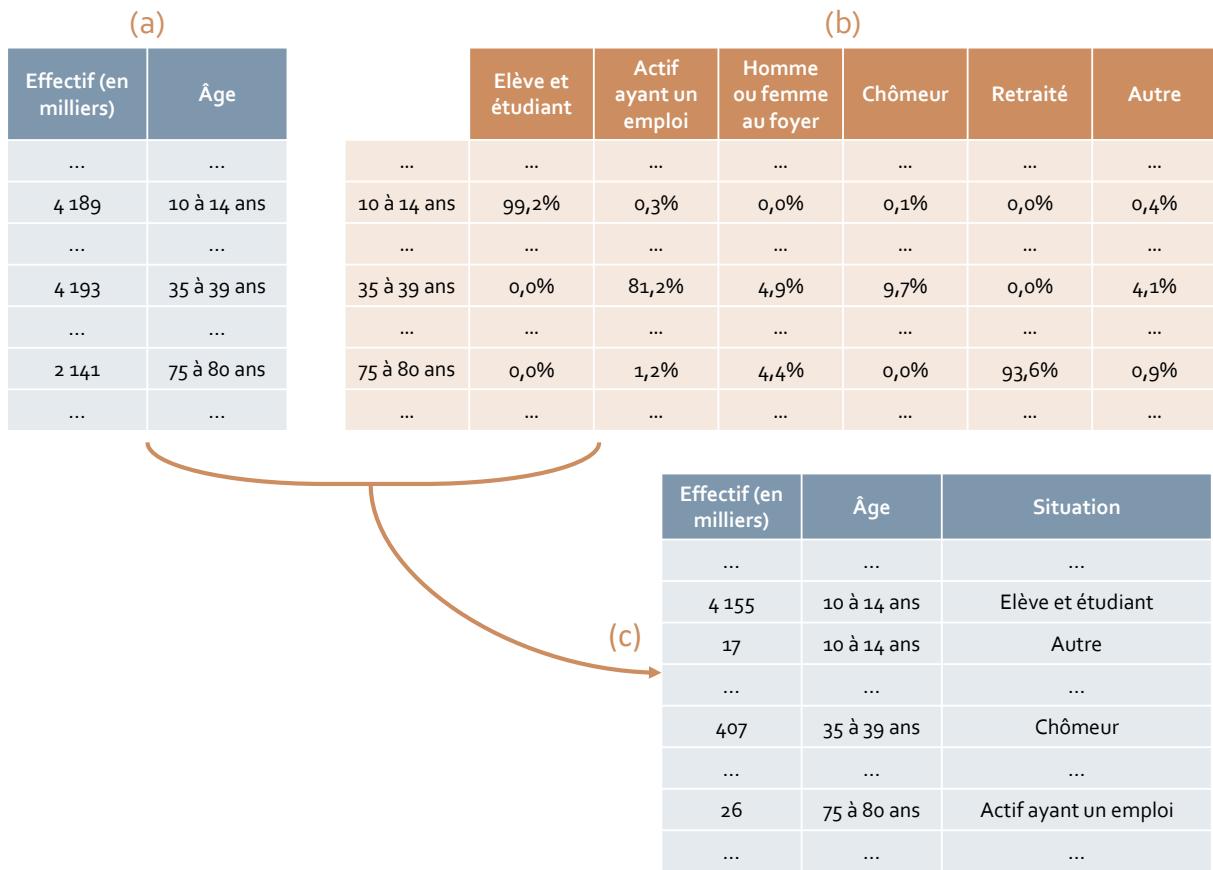 (a)
(b)
Effectif (en milliers) Âge
... ...
4 189 10 à 14 ans
... ...
4 193 35 à 39 ans
... ...
2 141 75 à 80 ans
... ...
Elève et étudiant Actif ayant un emploi Homme ou femme au foyer Chômeur Retraité Autre
... ... ... ... ... ... ...
10 à 14 ans 99,2% 0,3% 0,0% 0,1% 0,0% 0,4%
... ... ... ... ... ... ...
35 à 39 ans 0,0% 81,2% 4,9% 9,7% 0,0% 4,1%
... ... ... ... ... ... ...
75 à 80 ans 0,0% 1,2% 4,4% 0,0% 93,6% 0,9%
... ... ... ... ... ... ...
(c)
Effectif (en milliers) Âge Situation
... ... ...
4 155 10 à 14 ans Elève et étudiant
17 10 à 14 ans Autre
... ... ...
407 35 à 39 ans Chômeur
... ... ...
26 75 à 80 ans Actif ayant un emploi
... ... ...